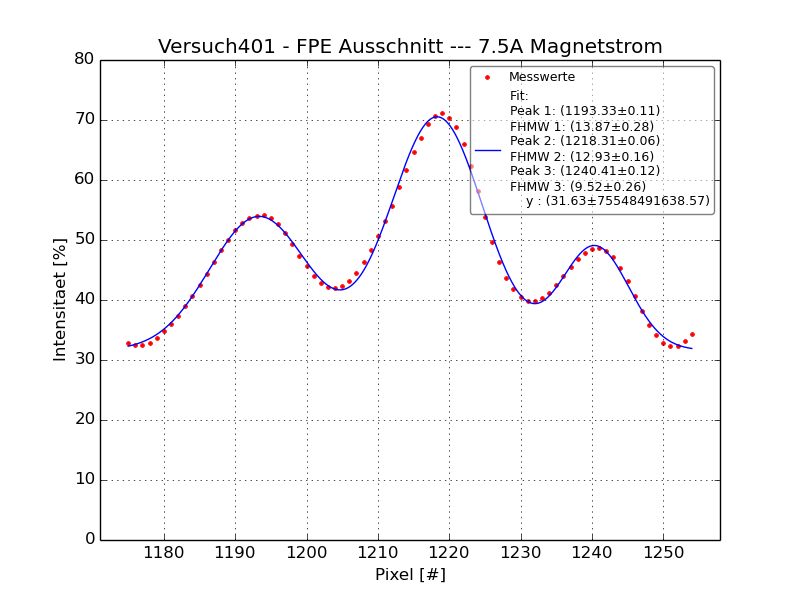 Versuch401 - FPE Ausschnitt --- 7.5A Magnetstrom
Messwerte
Fit:
Peak 1: (1193.33±0.11)
FHMW 1: (13.87±0.28)
Peak 2: (1218.31±0.06)
FHMW 2: (12.93±0.16)
Peak 3: (1240.41±0.12)
FHMW 3: (9.52±0.26)
y : (31.63±75548491638.57)
Intensitaet [%]
80
70
60
50
40
30
20
10
0
1180 1190 1200 1210 1220 1230 1240 1250
Pixel [#]